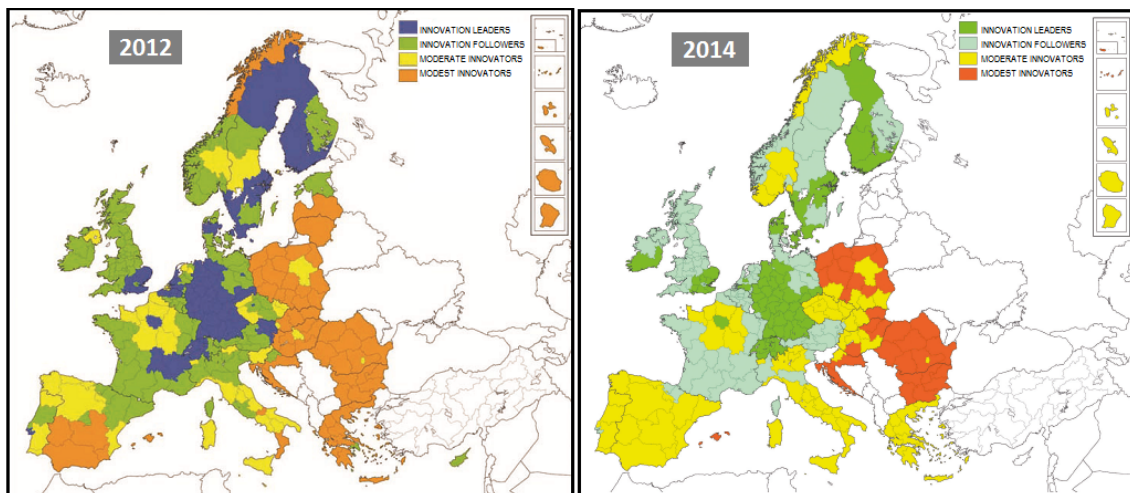 2012
INNOVATION LEADERS
INNOVATION FOLLOWERS
MODERATE INNOVATORS
MODEST INNOVATORS
2014
INNOVATION LEADERS
INNOVATION FOLLOWERS
MODERATE INNOVATORS
MODEST INNOVATORS